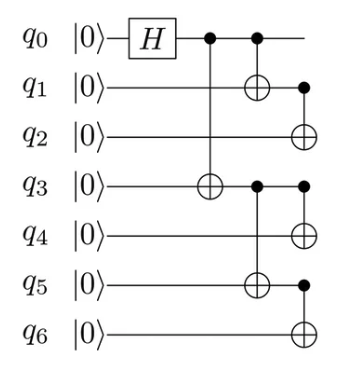 q₀ |0⟩ H
q₁ |0⟩
q₂ |0⟩
q₃ |0⟩
q₄ |0⟩
q₅ |0⟩
q₆ |0⟩